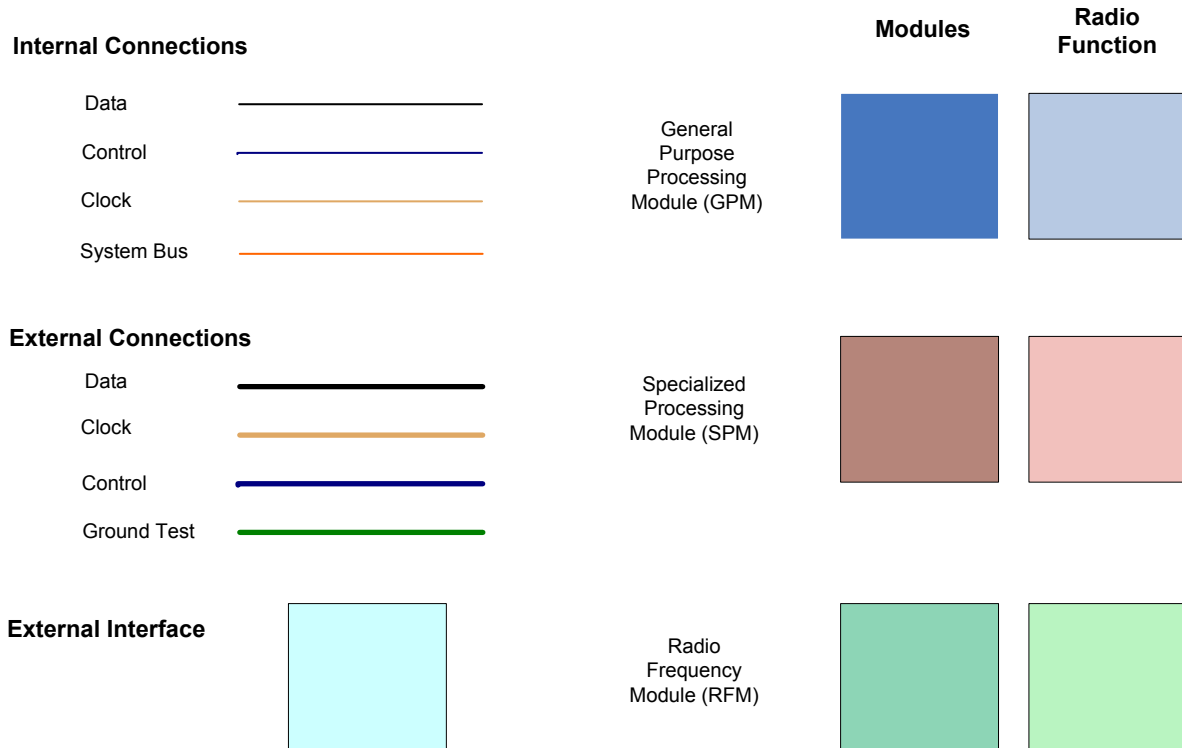 Internal Connections
Data
Control
Clock
System Bus
External Connections
Data
Clock
Control
Ground Test
External Interface
Modules
Radio
Function
General
Purpose
Processing
Module (GPM)
Specialized
Processing
Module (SPM)
Radio
Frequency
Module (RFM)